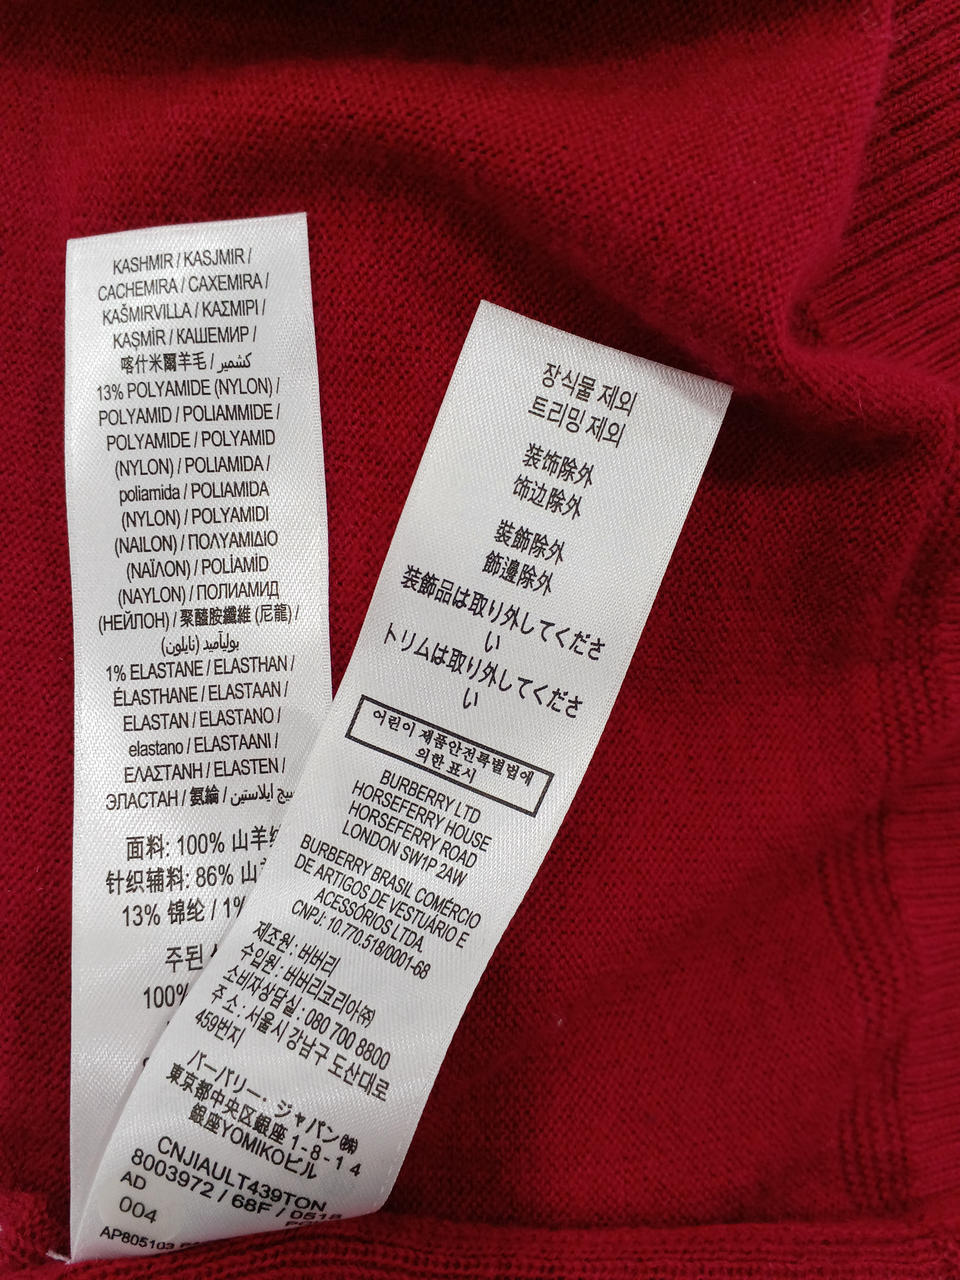 KASHMIR / KASJMIR /
CACHEMIRA / CAXEMIRA /
KAŠMIRVILLA / ΚΑΣΜΙΡΙ /
KAŞMİR / КАШЕМИР /
喀什米爾羊毛 / كشمير /
13% POLYAMIDE (NYLON) /
POLYAMID / POLIAMMIDE /
POLYAMIDE / POLYAMID
(NYLON) / POLIAMIDA /
poliamida / POLIAMIDA
(NYLON) / POLYAMIDI
(NAILON) / ΠΟΛΥΑΜΙΔΙΟ
(ΝΑΪΛΟΝ) / POLİAMİD
(NAYLON) / ПОЛИАМИД
(НЕЙЛОН) / 聚醯胺纖維 (尼龍) /
بولیآمید (نایلون)
1% ELASTANE / ELASTHAN /
ÉLASTHANE / ELASTAAN /
ELASTAN / ELASTANO /
elastano / ELASTAANI /
ΕΛΑΣΤΑΝΗ / ELASTEN /
ЭЛАСТАН / 氨綸 / ایلاستین
面料: 100% 山羊
针织辅料: 86% 山
13% 锦纶 / 1%
주된
100%
장식물 제외
트리밍 제외
装饰除外
饰边除外
裝飾除外
飾邊除外
装飾品は取り外してくださ
い
トリムは取り外してくださ
い
어린이 제품안전특별법에
의한 표시
BURBERRY LTD
HORSEFERRY HOUSE
HORSEFERRY ROAD
LONDON SW1P 2AW
BURBERRY BRASIL COMÉRCIO
DE ARTIGOS DE VESTUÁRIO E
ACESSÓRIOS LTDA.
CNPJ: 10.770.518/0001-68
제조원 : 버버리
수입원 : 버버리코리아㈜
소비자상담실 : 080 700 8800
주 소 : 서울시 강남구 도산대로
459번지
バーバリー・ジャパン㈱
東京都中央区銀座 1 - 8 - 1 4
銀座YOMIKOビル
CNJIAULT439TON
8003972 / 68F / 0518
AD
004
AP805103